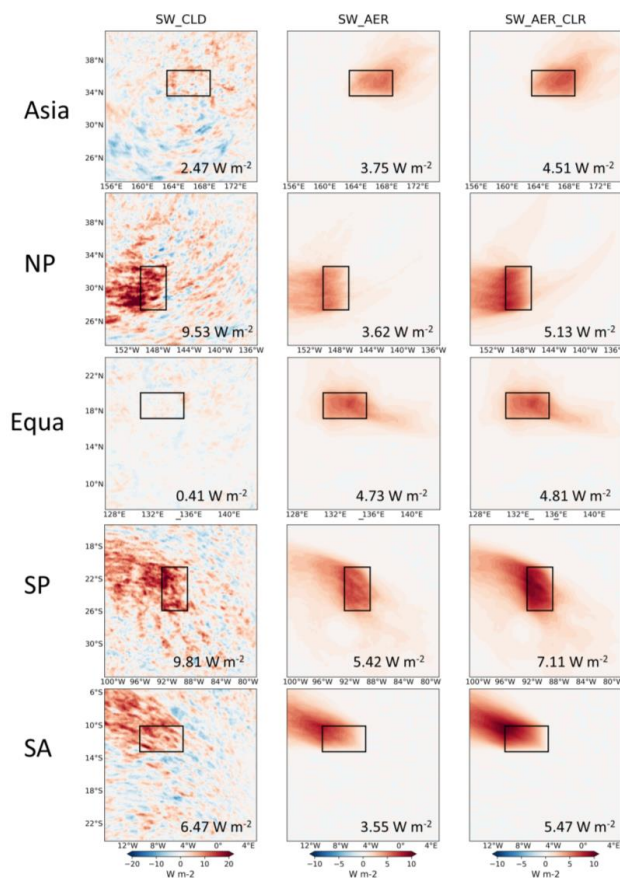 SW_CLD SW_AER SW_AER_CLR
Asia
38°N
34°N
30°N
26°N
2.47 W m-2 3.75 W m-2 4.51 W m-2
156°E 160°E 164°E 168°E 172°E 156°E 160°E 164°E 168°E 172°E 156°E 160°E 164°E 168°E 172°E
NP
38°N
34°N
30°N
26°N
9.53 W m-2 3.62 W m-2 5.13 W m-2
152°W 148°W 144°W 140°W 136°W 152°W 148°W 144°W 140°W 136°W 152°W 148°W 144°W 140°W 136°W
Equa
22°N
18°N
14°N
10°N
0.41 W m-2 4.73 W m-2 4.81 W m-2
128°E 132°E 136°E 140°E 128°E 132°E 136°E 140°E 128°E 132°E 136°E 140°E
SP
18°S
22°S
26°S
30°S
9.81 W m-2 5.42 W m-2 7.11 W m-2
100°W 96°W 92°W 88°W 84°W 80°W 100°W 96°W 92°W 88°W 84°W 80°W 100°W 96°W 92°W 88°W 84°W 80°W
SA
6°S
10°S
14°S
18°S
22°S
6.47 W m-2 3.55 W m-2 5.47 W m-2
12°W 8°W 4°W 0° 4°E 12°W 8°W 4°W 0° 4°E 12°W 8°W 4°W 0° 4°E
−20 −10 0 10 20 −10 −5 0 5 10 −10 −5 0 5 10
W m-2 W m-2 W m-2